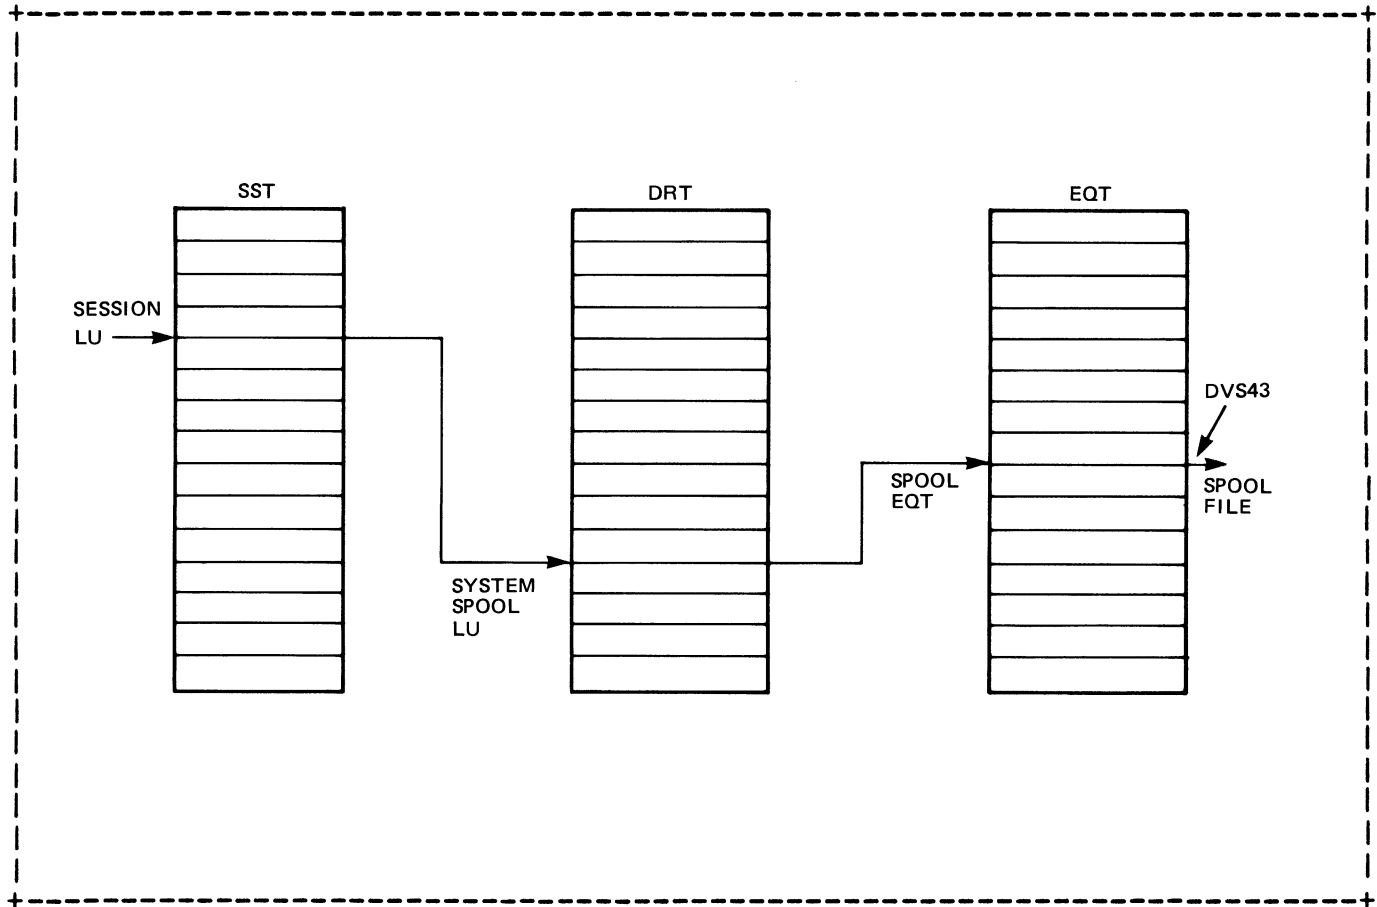 SST
DRT
EQT
SESSION
LU
DVS43
SPOOL
EQT
SPOOL
FILE
SYSTEM
SPOOL
LU